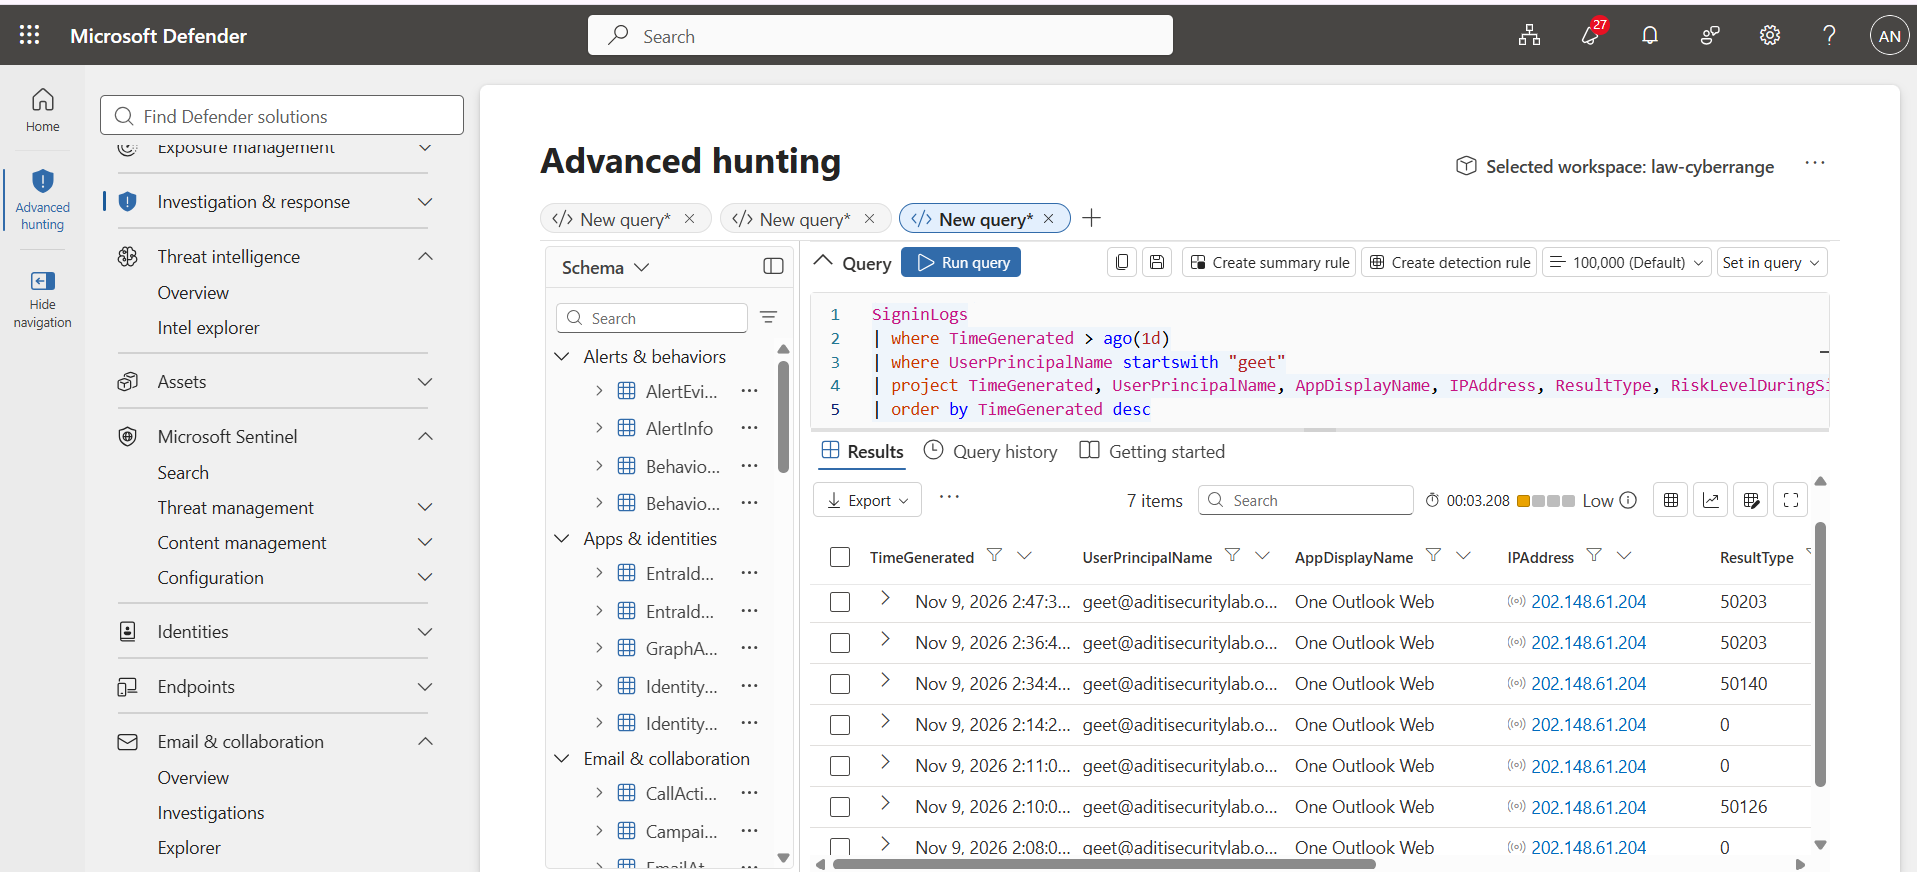 Microsoft Defender
Search
27
AN
Home
Advanced hunting
Hide navigation
Find Defender solutions
Exposure management
Investigation & response
Threat intelligence
Overview
Intel explorer
Assets
Microsoft Sentinel
Search
Threat management
Content management
Configuration
Identities
Endpoints
Email & collaboration
Overview
Investigations
Explorer
Advanced hunting
Selected workspace: law-cyberrange
</> New query*
</> New query*
</> New query*
Schema
Search
Alerts & behaviors
AlertEvi...
AlertInfo
Behavio...
Behavio...
Apps & identities
EntraId...
EntraId...
GraphA...
Identity...
Identity...
Email & collaboration
CallActi...
Campai...
EmailAt...
Query
Run query
Create summary rule
Create detection rule
100,000 (Default)
Set in query
1 SigninLogs
2 | where TimeGenerated > ago(1d)
3 | where UserPrincipalName startswith "geet"
4 | project TimeGenerated, UserPrincipalName, AppDisplayName, IPAddress, ResultType, RiskLevelDuringSi
5 | order by TimeGenerated desc
Results
Query history
Getting started
Export
7 items
Search
00:03.208
Low
TimeGenerated UserPrincipalName AppDisplayName IPAddress ResultType
Nov 9, 2026 2:47:3... geet@aditisecuritylab.o... One Outlook Web 202.148.61.204 50203
Nov 9, 2026 2:36:4... geet@aditisecuritylab.o... One Outlook Web 202.148.61.204 50203
Nov 9, 2026 2:34:4... geet@aditisecuritylab.o... One Outlook Web 202.148.61.204 50140
Nov 9, 2026 2:14:2... geet@aditisecuritylab.o... One Outlook Web 202.148.61.204 0
Nov 9, 2026 2:11:0... geet@aditisecuritylab.o... One Outlook Web 202.148.61.204 0
Nov 9, 2026 2:10:0... geet@aditisecuritylab.o... One Outlook Web 202.148.61.204 50126
Nov 9, 2026 2:08:0... geet@aditisecuritylab.o... One Outlook Web 202.148.61.204 0